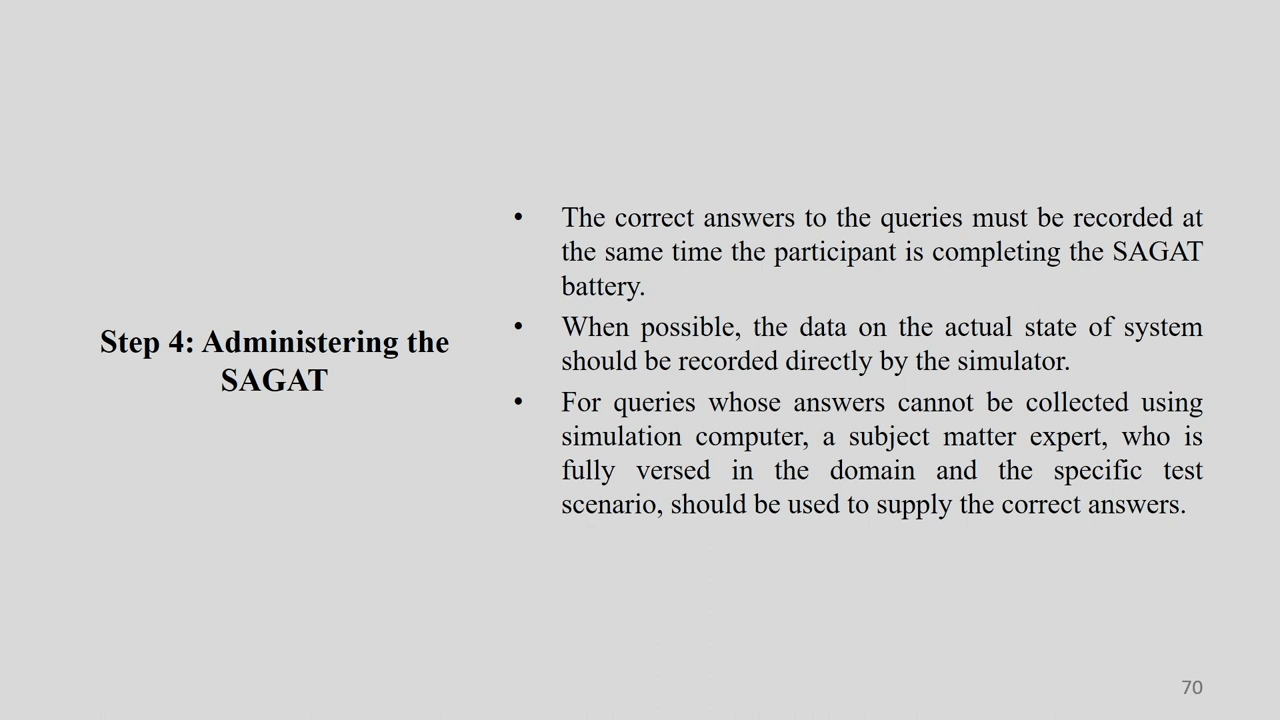 Step 4: Administering the
SAGAT
• The correct answers to the queries must be recorded at
the same time the participant is completing the SAGAT
battery.
• When possible, the data on the actual state of system
should be recorded directly by the simulator.
• For queries whose answers cannot be collected using
simulation computer, a subject matter expert, who is
fully versed in the domain and the specific test
scenario, should be used to supply the correct answers.
70